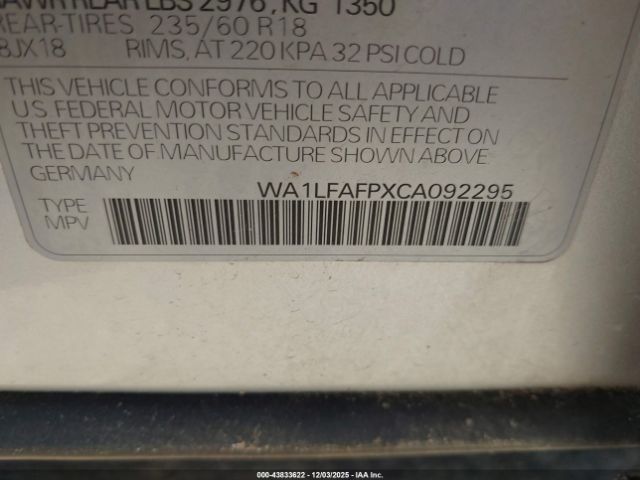 GAWR REAR LBS 2976, KG 1350
REAR-TIRES 235/60 R18
8JX18 RIMS, AT 220 KPA 32 PSI COLD
THIS VEHICLE CONFORMS TO ALL APPLICABLE
U.S. FEDERAL MOTOR VEHICLE SAFETY AND
THEFT PREVENTION STANDARDS IN EFFECT ON
THE DATE OF MANUFACTURE SHOWN ABOVE.
GERMANY
WA1LFAFPXCA092295
TYPE
MPV
000-43833622 - 12/03/2025 - IAA Inc.